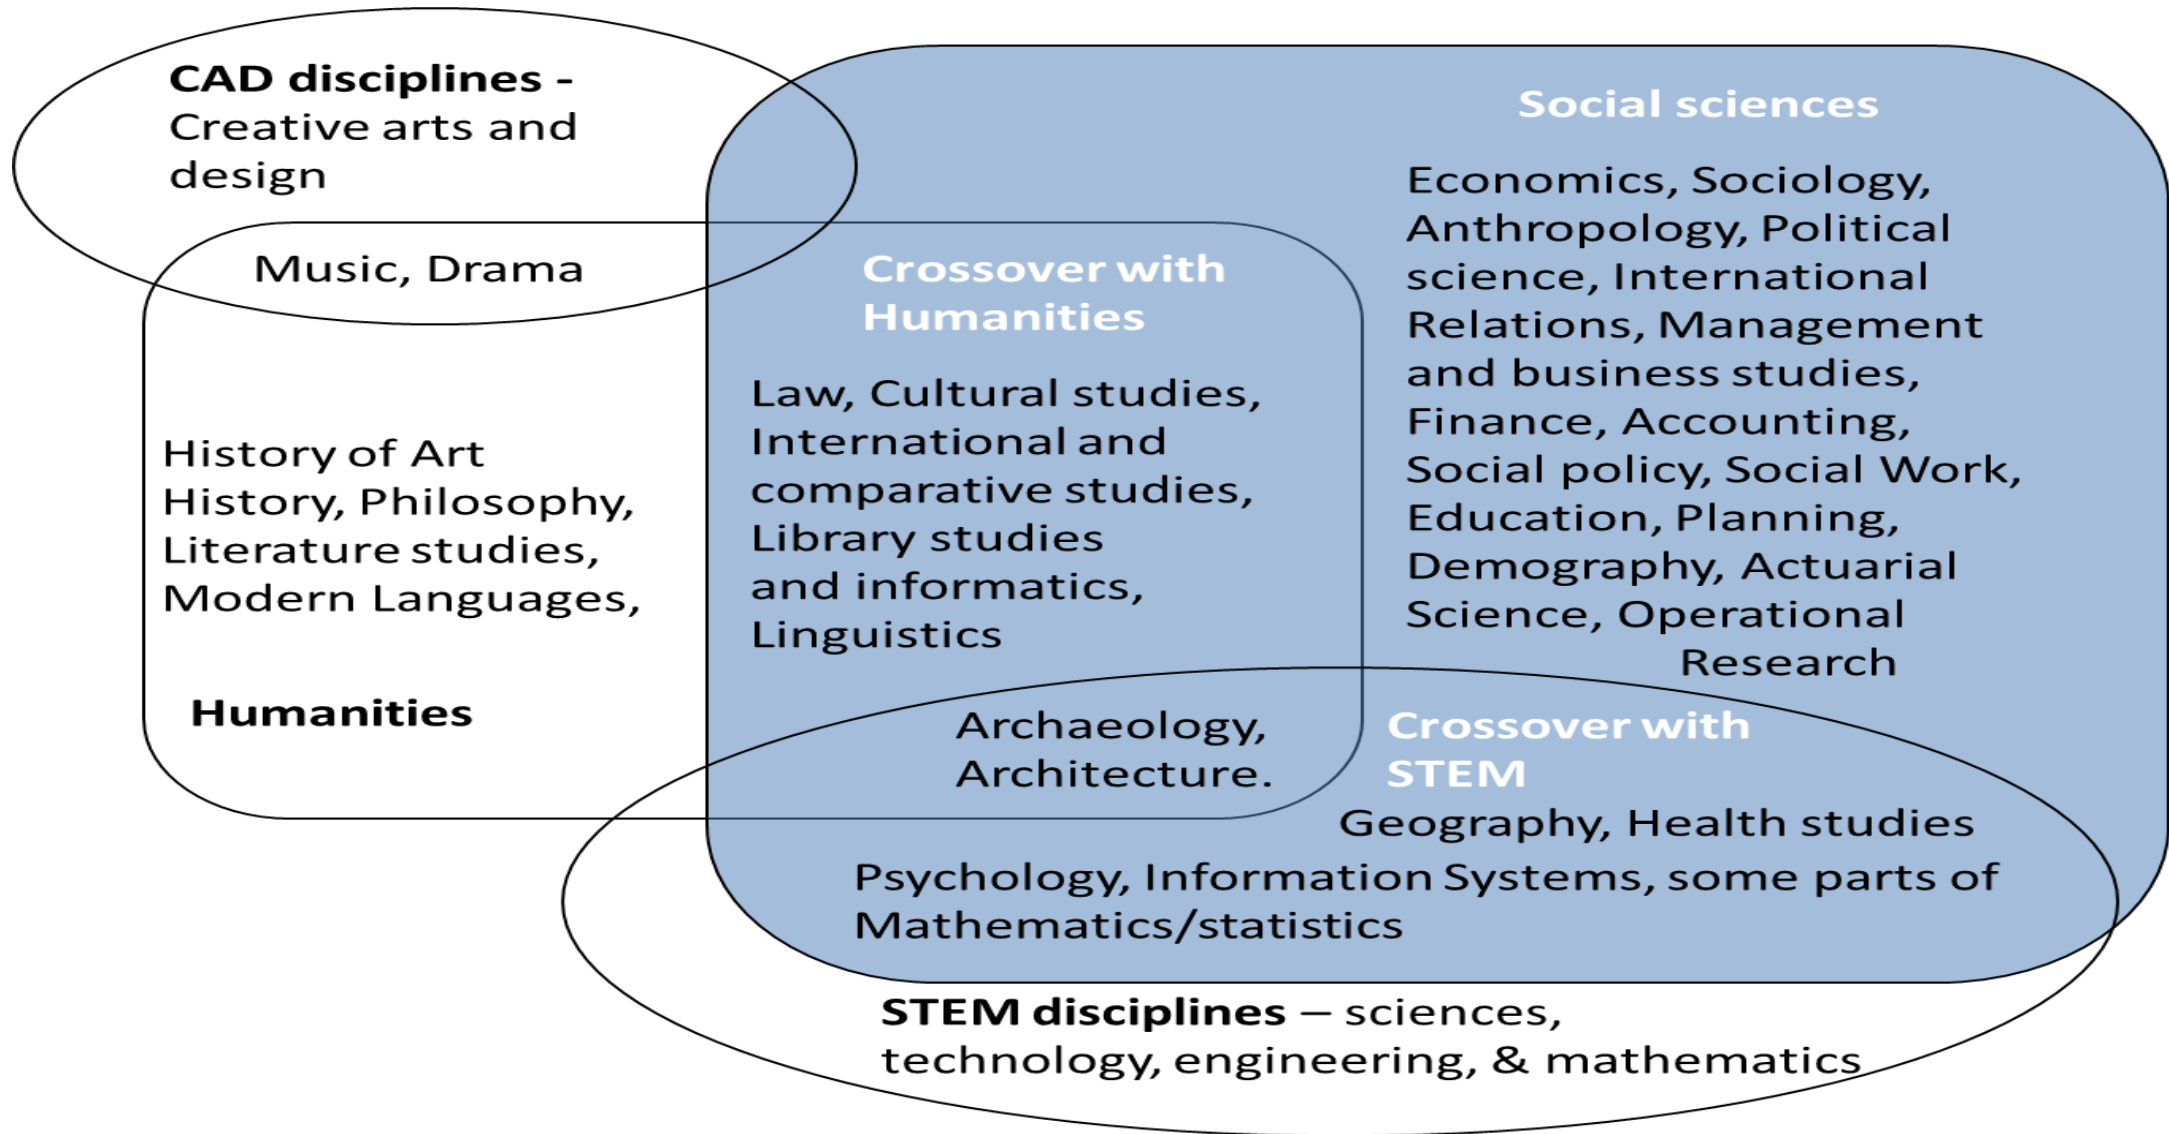 CAD disciplines -
Creative arts and
design
Music, Drama
History of Art
History, Philosophy,
Literature studies,
Modern Languages,
Humanities
Crossover with
Humanities
Law, Cultural studies,
International and
comparative studies,
Library studies
and informatics,
Linguistics
Archaeology,
Architecture.
Social sciences
Economics, Sociology,
Anthropology, Political
science, International
Relations, Management
and business studies,
Finance, Accounting,
Social policy, Social Work,
Education, Planning,
Demography, Actuarial
Science, Operational
Research
Crossover with
STEM
Geography, Health studies
Psychology, Information Systems, some parts of
Mathematics/statistics
STEM disciplines – sciences,
technology, engineering, & mathematics